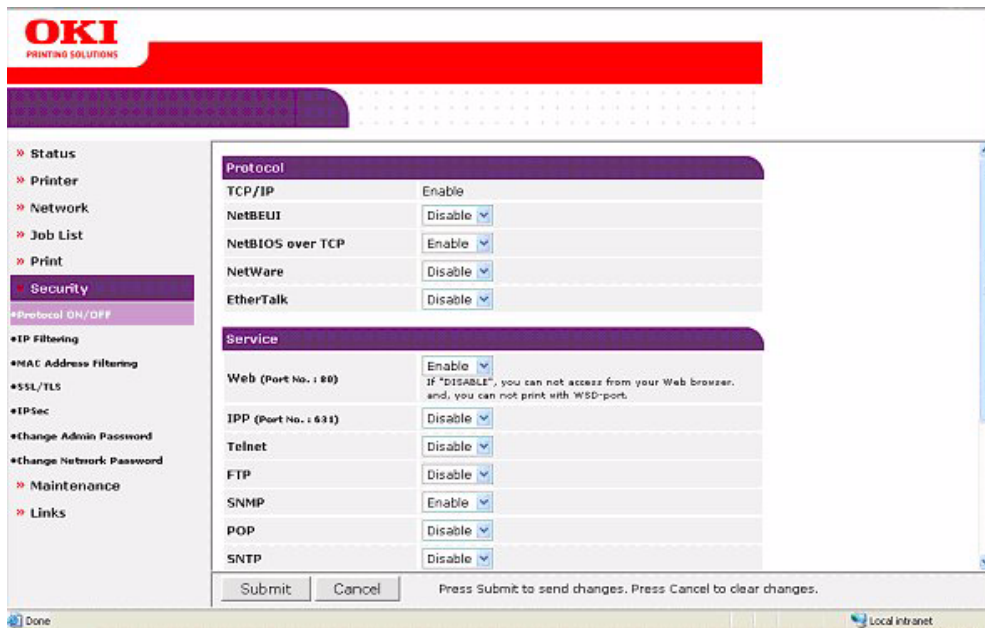 OKI
PRINTING SOLUTIONS
» Status
» Printer
» Network
» Job List
» Print
Security
•Protocol ON/OFF
•IP Filtering
•MAC Address Filtering
•SSL/TLS
•IPSec
•Change Admin Password
•Change Network Password
» Maintenance
» Links
Protocol
TCP/IP Enable
NetBEUI Disable
NetBIOS over TCP Enable
NetWare Disable
EtherTalk Disable
Service
Web (Port No. : 80) Enable
If "DISABLE", you can not access from your Web browser.
and, you can not print with WSD-port.
IPP (Port No. : 631) Disable
Telnet Disable
FTP Disable
SNMP Enable
POP Disable
SNTP Disable
Submit Cancel Press Submit to send changes. Press Cancel to clear changes.
Done Local intranet